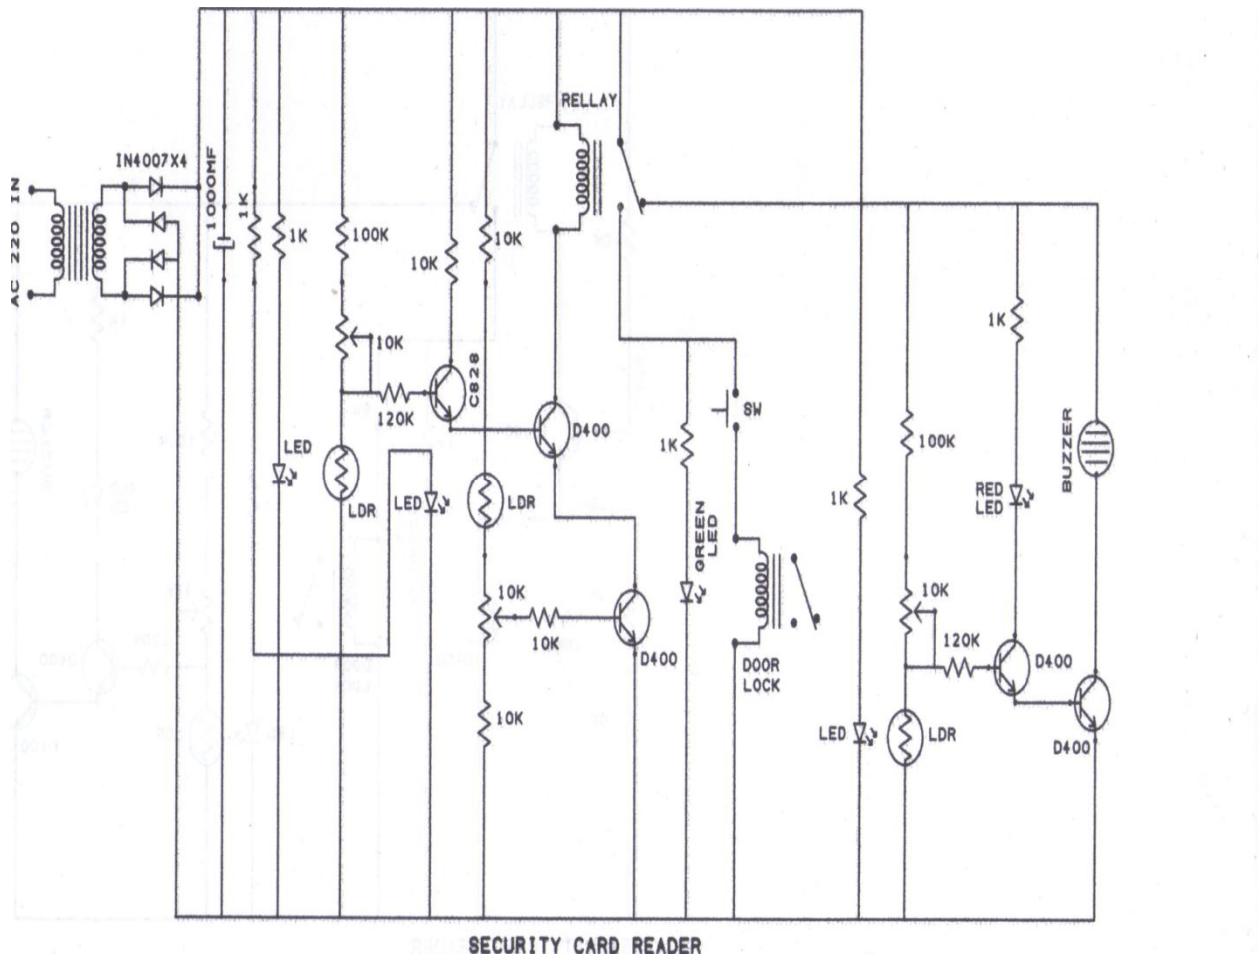 RELLAY
IN4007X4
AC 220 IN
1000MF
1K
1K
100K
10K
10K
10K
C828
120K
D400
SW
LED
LDR
LED
LDR
1K
GREEN
LED
1K
100K
1K
BUZZER
RED
LED
10K
10K
D400
10K
DOOR
LOCK
LED
LDR
10K
120K
D400
D400
SECURITY CARD READER